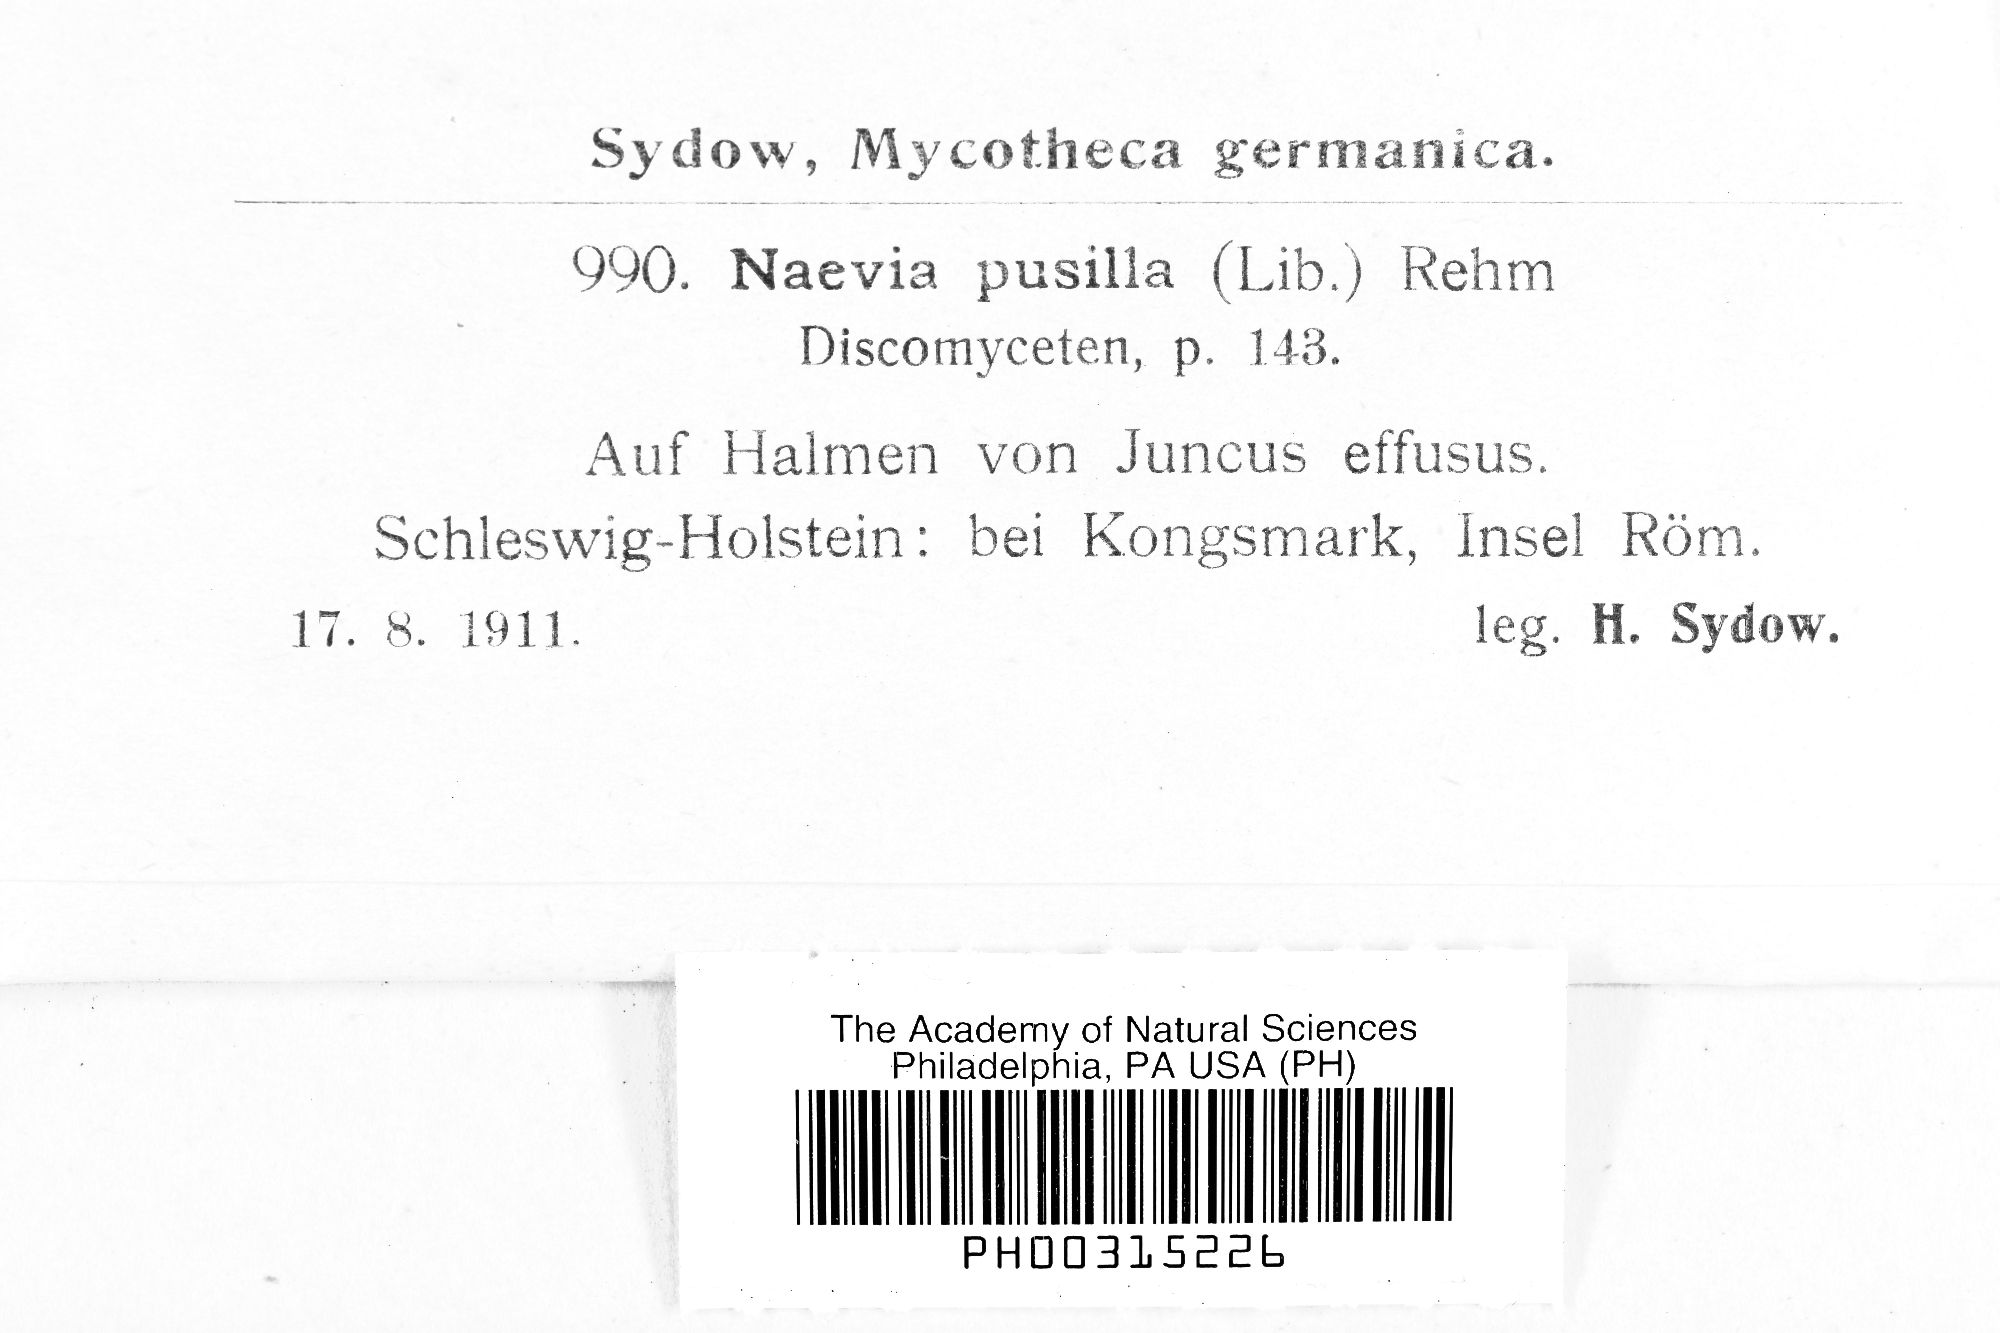 Sydow, Mycotheca germanica.
990. Naevia pusilla (Lib.) Rehm
Discomyceten, p. 143.
Auf Halmen von Juncus effusus.
Schleswig-Holstein: bei Kongsmark, Insel Röm.
17. 8. 1911. leg. H. Sydow.
The Academy of Natural Sciences
Philadelphia, PA USA (PH)
PH00315226